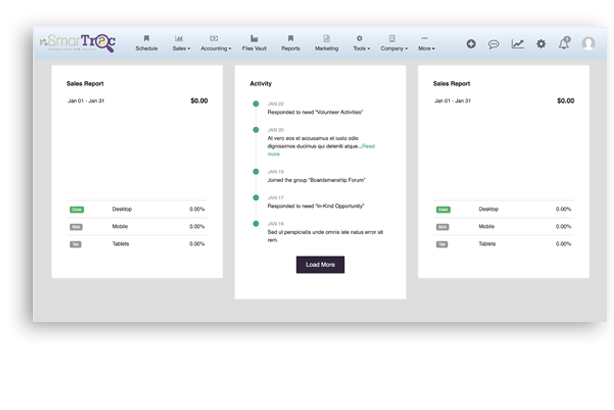 nSmarTrac
Schedule Sales Accounting Files Vault Reports Marketing Tools Company More
Sales Report
Jan 01 - Jan 31 $0.00
Desktop 0.00%
Mobile 0.00%
Tab Tablets 0.00%
Activity
JAN 22
Responded to need “Volunteer Activities”
JAN 20
At vero eos et accusamus et iusto odio
dignissimos ducimus qui deleniti atque...Read
more
JAN 19
Joined the group “Boardsmanship Forum”
JAN 17
Responded to need “In-Kind Opportunity”
JAN 16
Sed ut perspiciatis unde omnis iste natus error sit
rem.
Load More
Sales Report
Jan 01 - Jan 31 $0.00
Desktop 0.00%
Mobile 0.00%
Tab Tablets 0.00%